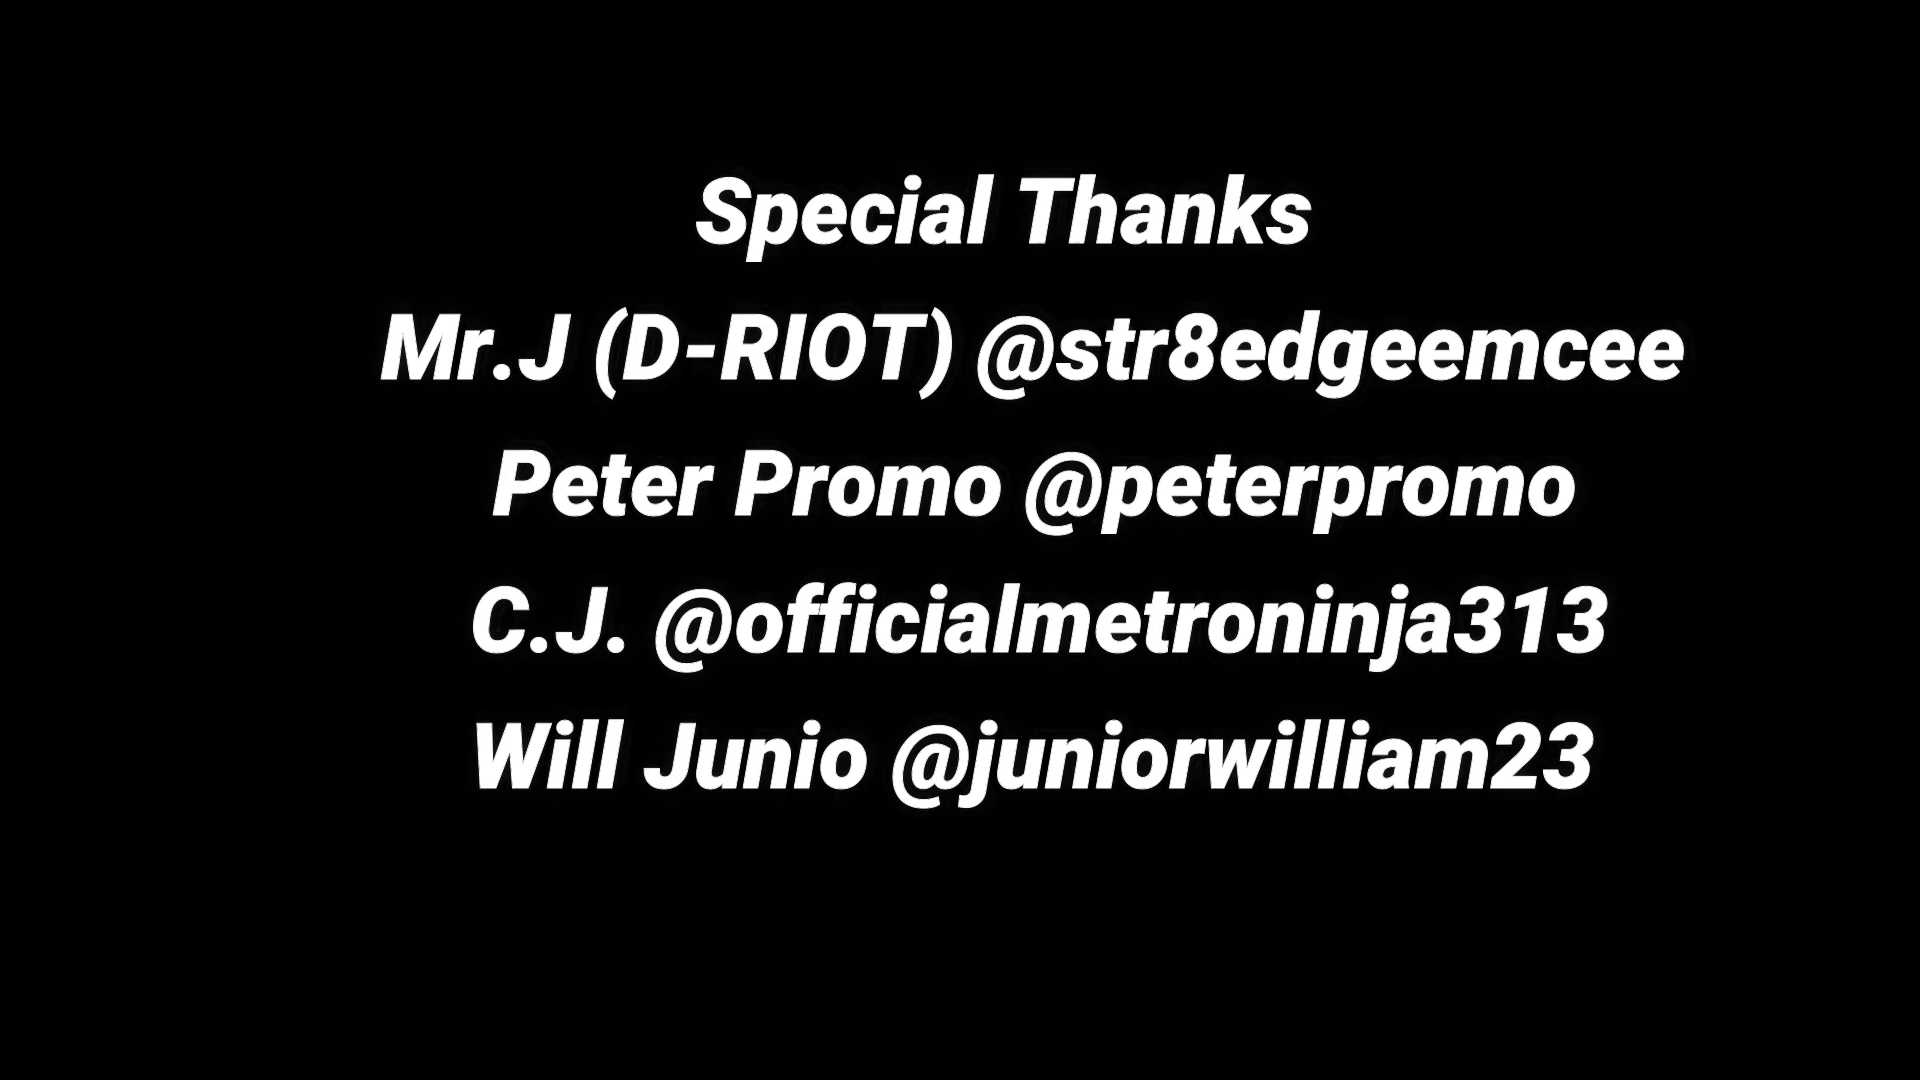 Special Thanks
Mr.J (D-RIOT) @str8edgeemcee
Peter Promo @peterpromo
C.J. @officialmetroninja313
Will Junio @juniorwilliam23